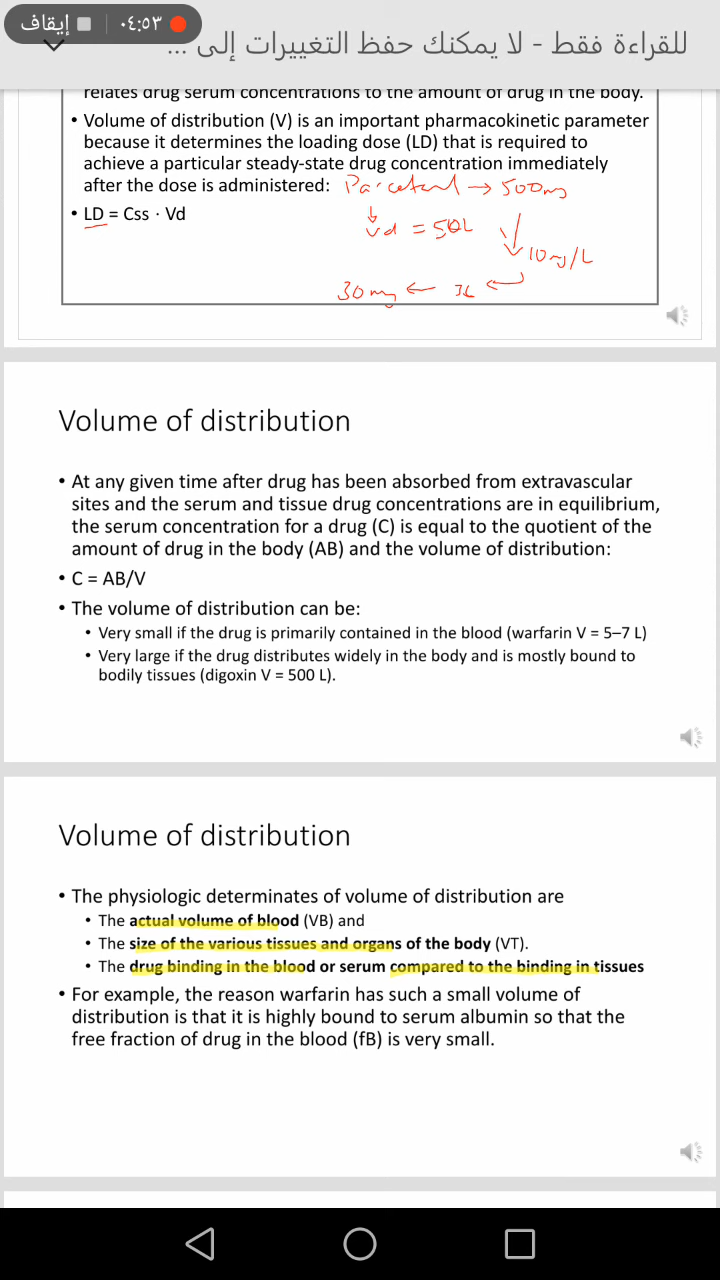 إيقاف ٠٤:٥٣
للقراءة فقط - لا يمكنك حفظ التغييرات إلى ...
relates drug serum concentrations to the amount of drug in the body.
• Volume of distribution (V) is an important pharmacokinetic parameter
because it determines the loading dose (LD) that is required to
achieve a particular steady-state drug concentration immediately
after the dose is administered: → 500mg
• LD = Css · Vd
Vd = 50L
10mg/L
30mg ←
Volume of distribution
• At any given time after drug has been absorbed from extravascular
sites and the serum and tissue drug concentrations are in equilibrium,
the serum concentration for a drug (C) is equal to the quotient of the
amount of drug in the body (AB) and the volume of distribution:
• C = AB/V
• The volume of distribution can be:
• Very small if the drug is primarily contained in the blood (warfarin V = 5–7 L)
• Very large if the drug distributes widely in the body and is mostly bound to
bodily tissues (digoxin V = 500 L).
Volume of distribution
• The physiologic determinates of volume of distribution are
• The actual volume of blood (VB) and
• The size of the various tissues and organs of the body (VT).
• The drug binding in the blood or serum compared to the binding in tissues
• For example, the reason warfarin has such a small volume of
distribution is that it is highly bound to serum albumin so that the
free fraction of drug in the blood (fB) is very small.